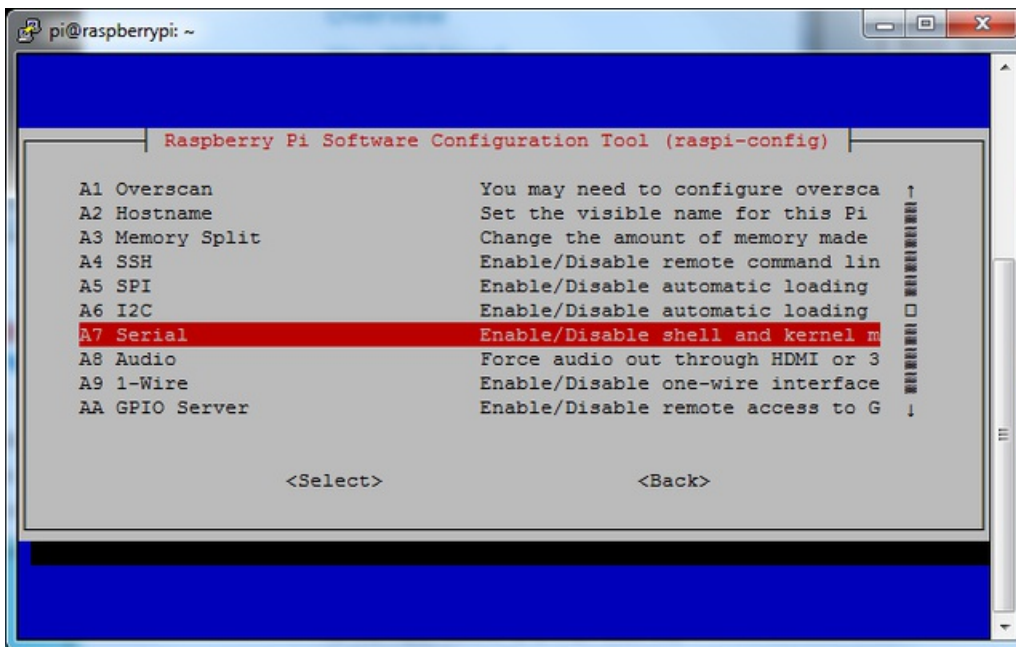 pi@raspberrypi: ~
Raspberry Pi Software Configuration Tool (raspi-config)
A1 Overscan You may need to configure oversca
A2 Hostname Set the visible name for this Pi
A3 Memory Split Change the amount of memory made
A4 SSH Enable/Disable remote command lin
A5 SPI Enable/Disable automatic loading
A6 I2C Enable/Disable automatic loading
A7 Serial Enable/Disable shell and kernel m
A8 Audio Force audio out through HDMI or 3
A9 1-Wire Enable/Disable one-wire interface
AA GPIO Server Enable/Disable remote access to G
<Select> <Back>